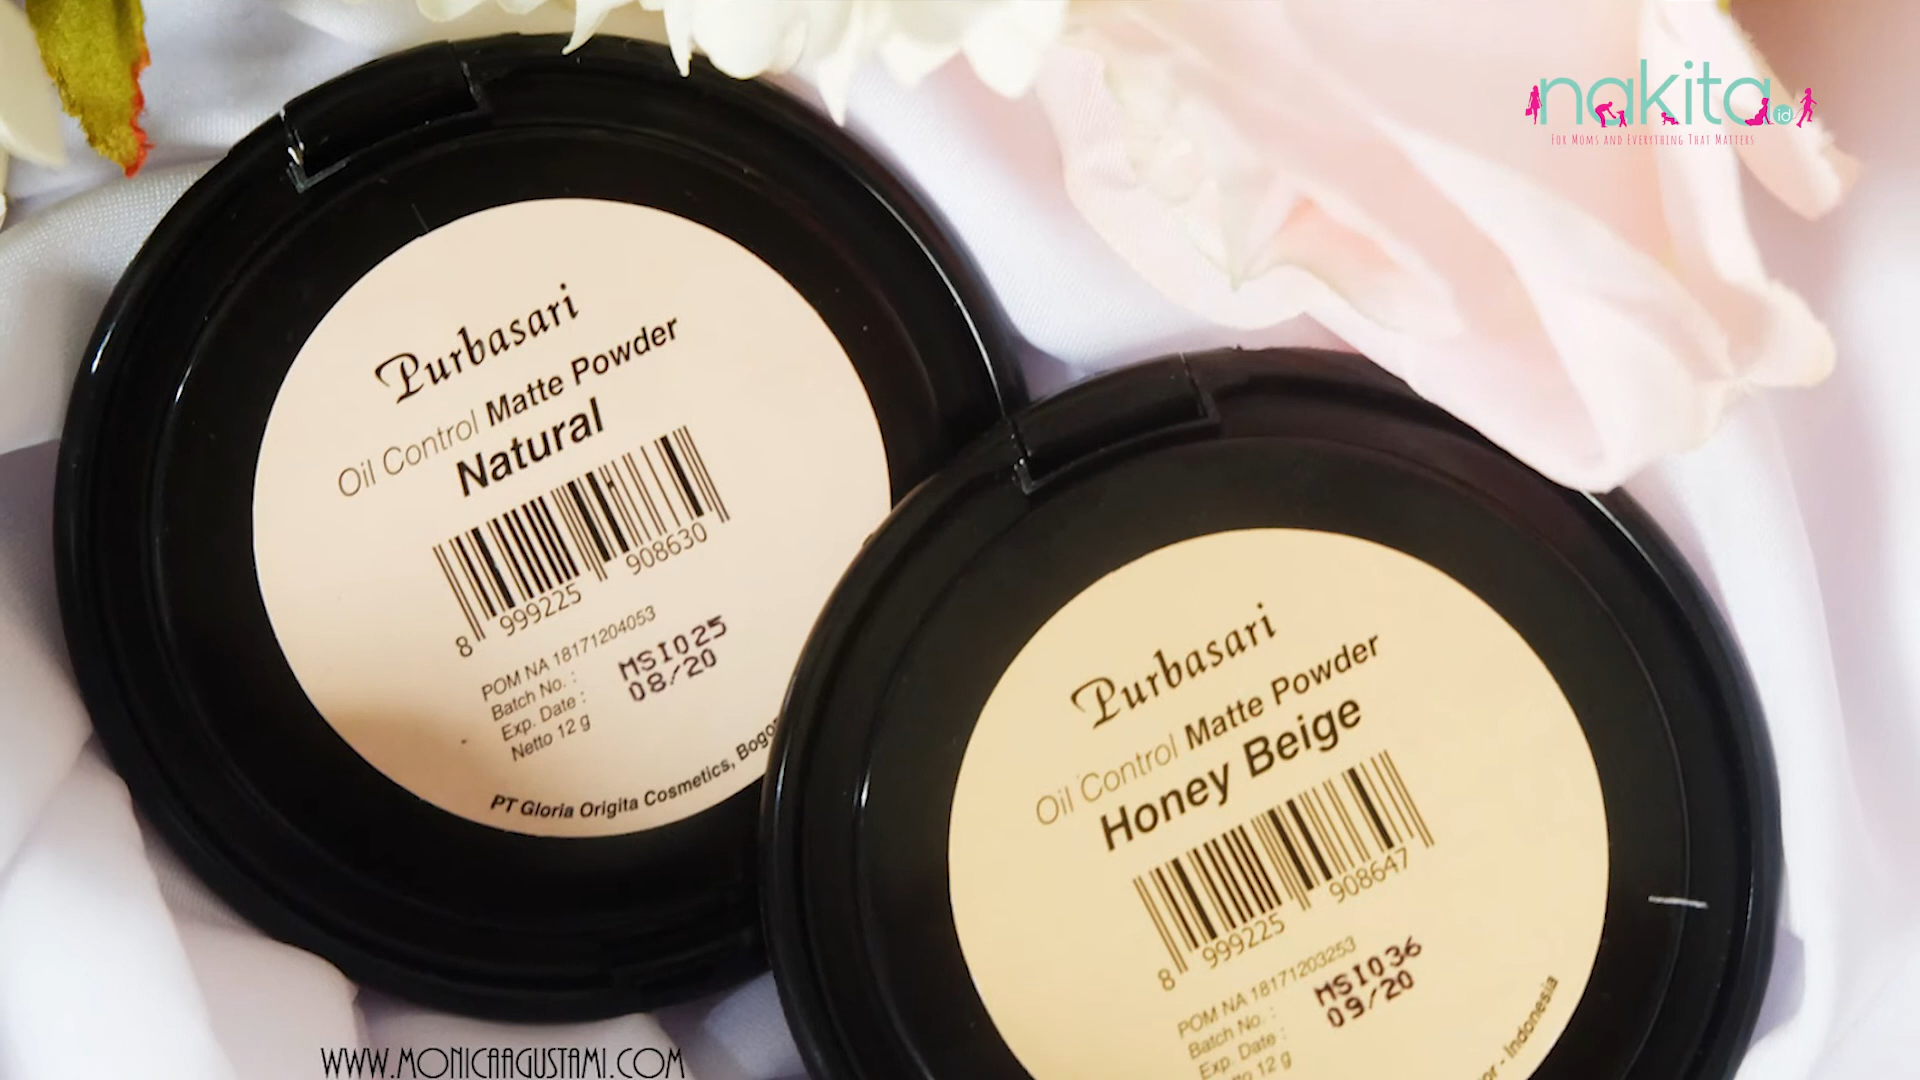 nakita.id
For Moms and Everything That Matters
Purbasari
Oil Control Matte Powder
Natural
8 999225 908630
POM NA 18171204053
Batch No. : MSI025
Exp. Date : 08/20
Netto 12 g
PT Gloria Origita Cosmetics, Bogor
Purbasari
Oil Control Matte Powder
Honey Beige
8 999225 908647
POM NA 18171203253
Batch No. : MSI036
Exp. Date : 09/20
12 g
- Indonesia
WWW.MONICAAGUSTAMI.COM